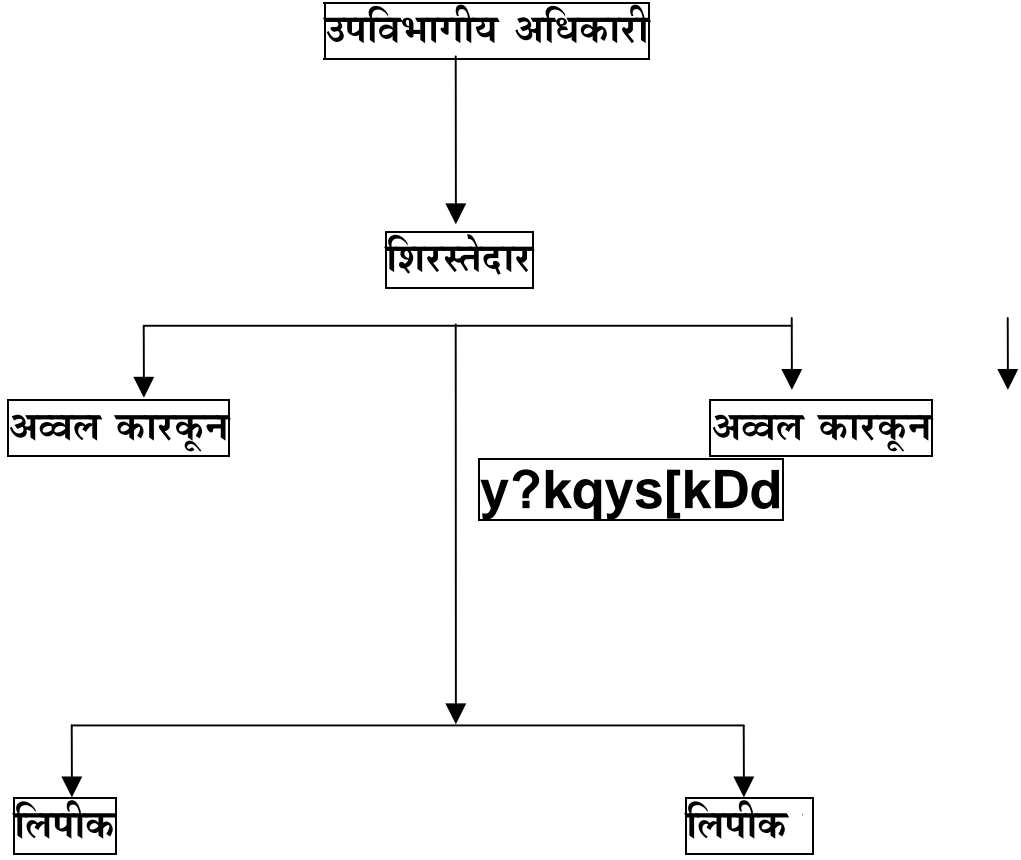 उपविभागीय अधिकारी
शिरस्तेदार
अव्वल कारकून
अव्वल कारकून
y?kqys[kDd
लिपीक
लिपीक